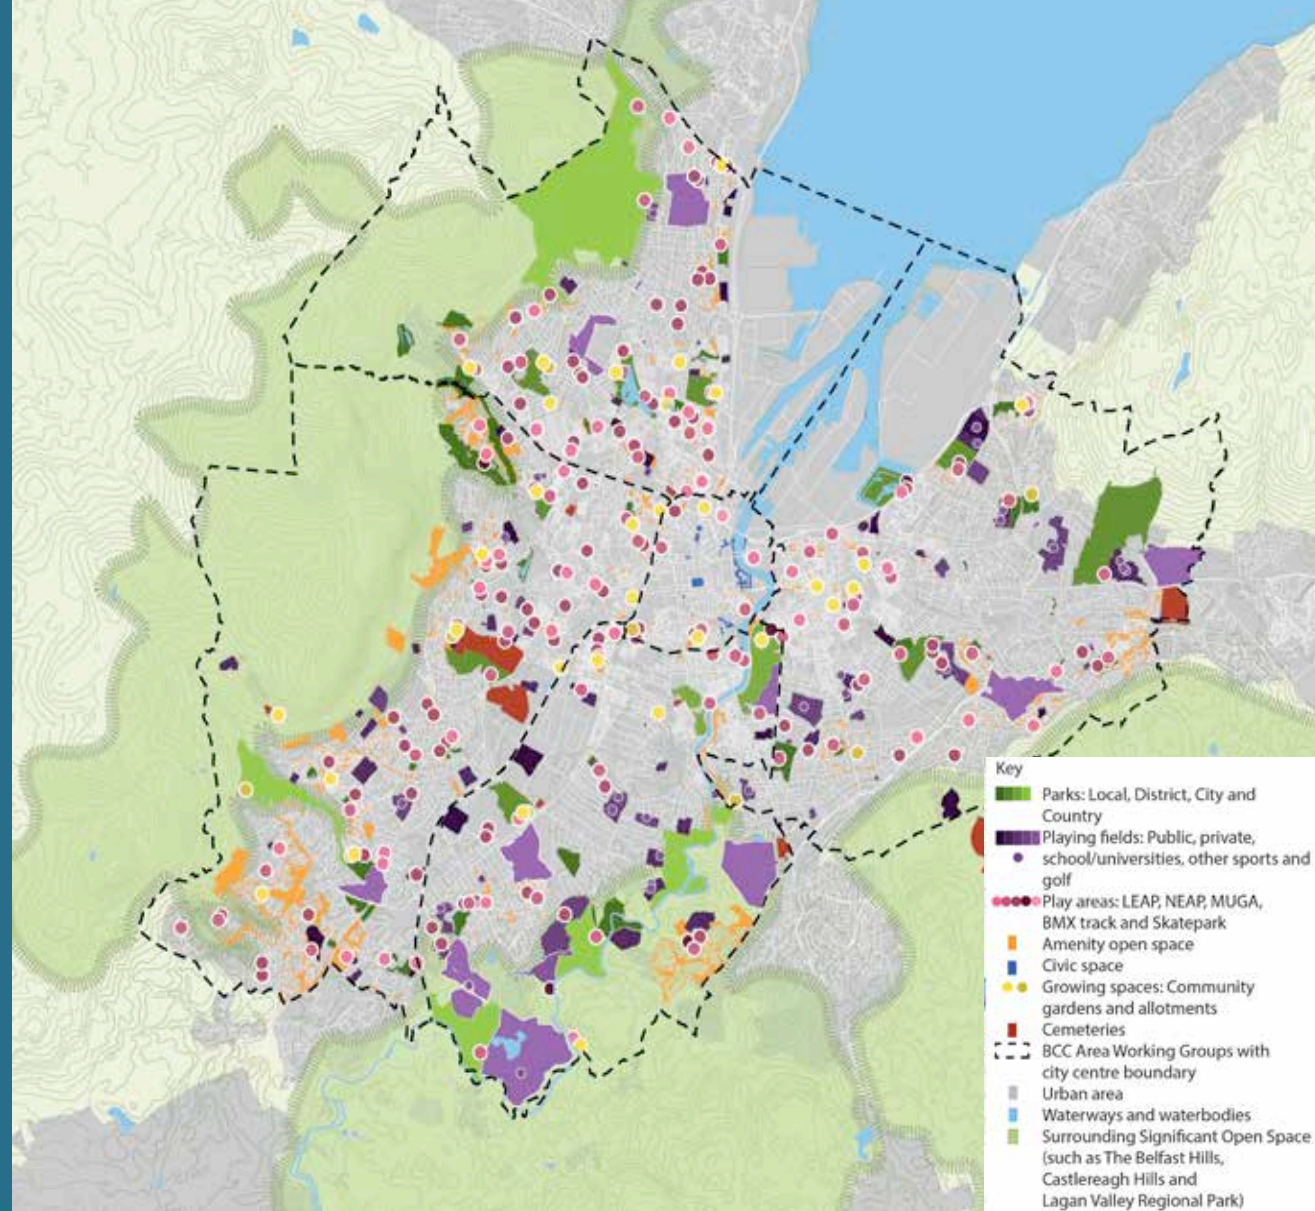 Key
Parks: Local, District, City and
Country
Playing fields: Public, private,
school/universities, other sports and
golf
Play areas: LEAP, NEAP, MUGA,
BMX track and Skatepark
Amenity open space
Civic space
Growing spaces: Community
gardens and allotments
Cemeteries
BCC Area Working Groups with
city centre boundary
Urban area
Waterways and waterbodies
Surrounding Significant Open Space
(such as The Belfast Hills,
Castlereagh Hills and
Lagan Valley Regional Park)